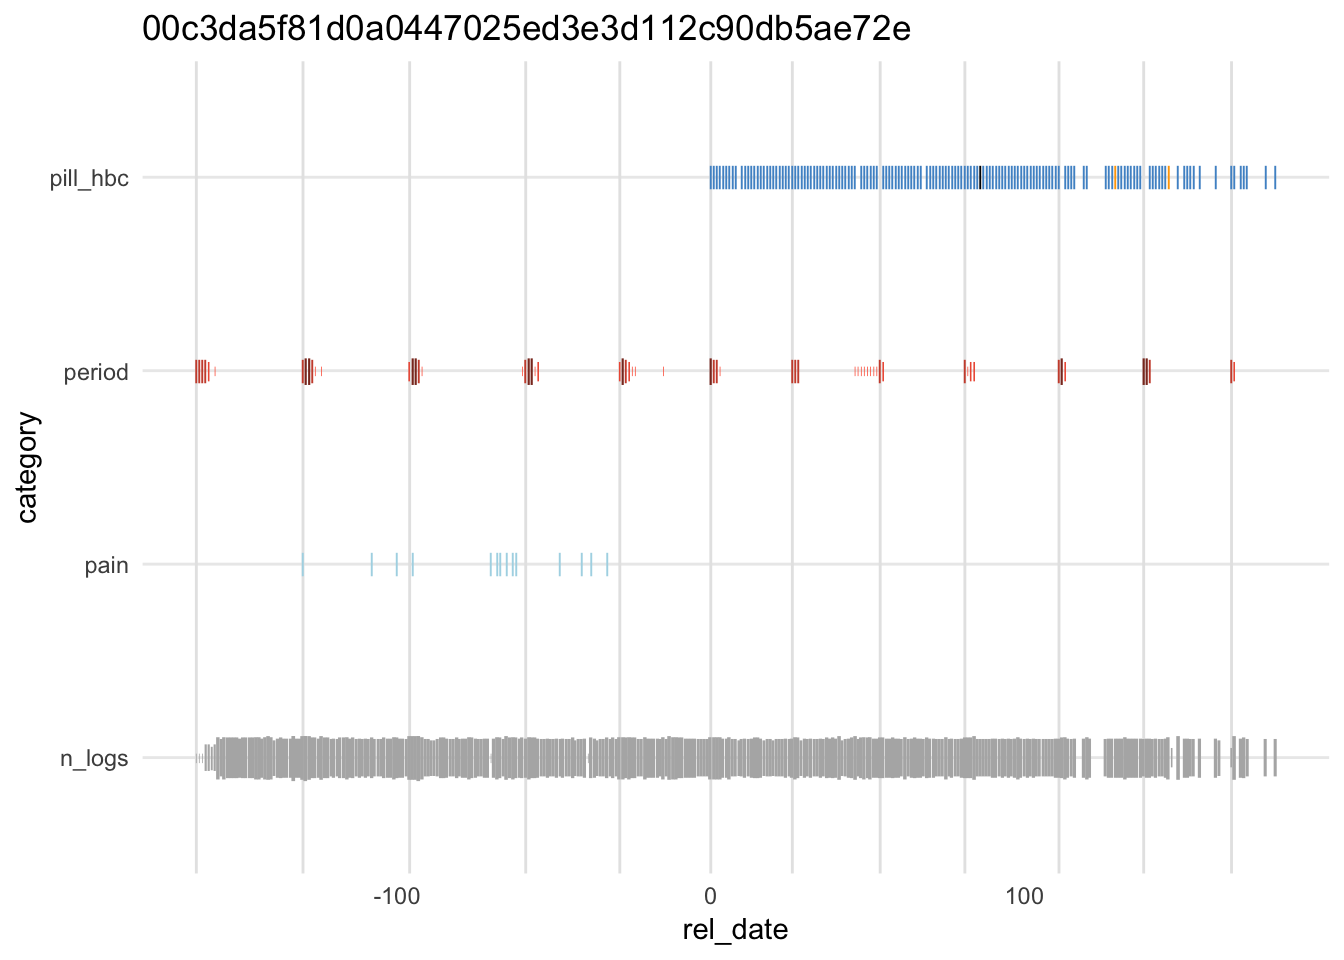 00c3da5f81d0a0447025ed3e3d112c90db5ae72e
pill_hbc
period
pain
n_logs
category
-100
0
100
rel_date